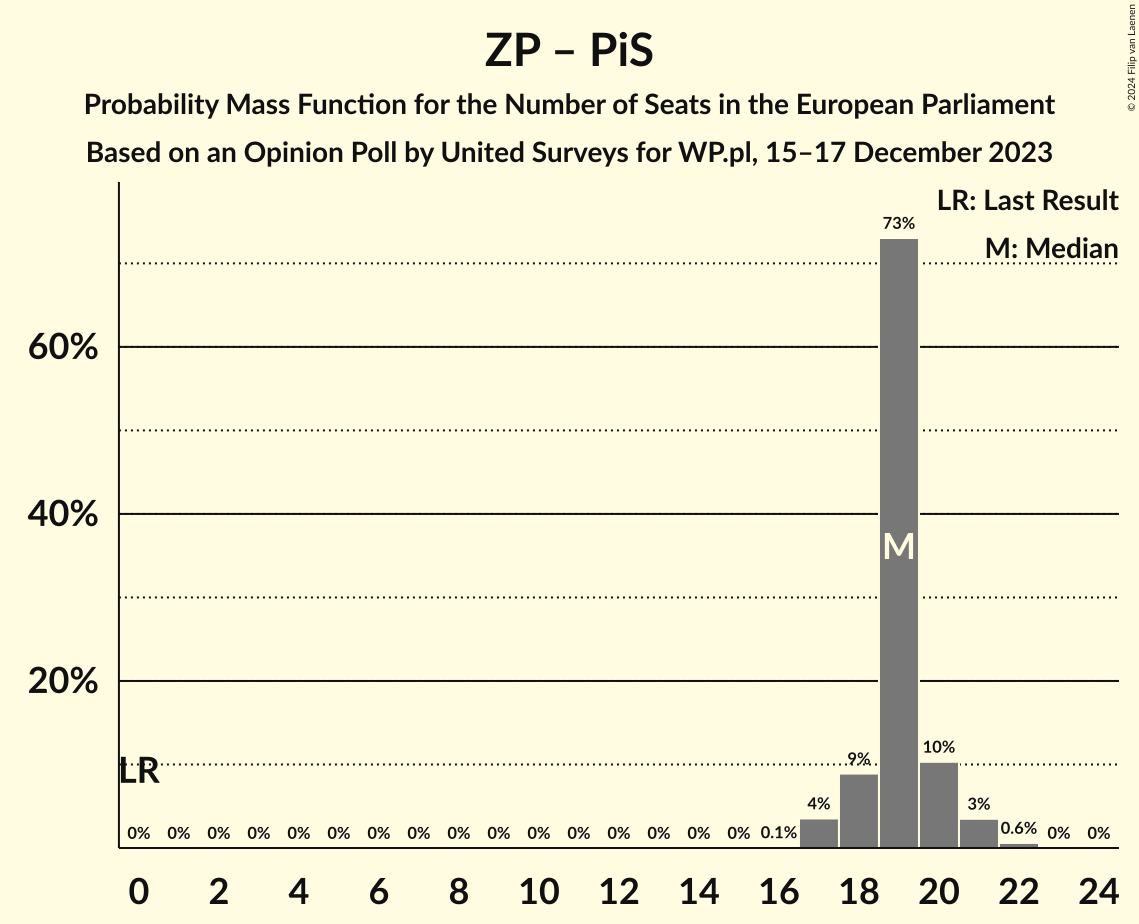 ZP – PiS
Probability Mass Function for the Number of Seats in the European Parliament
Based on an Opinion Poll by United Surveys for WP.pl, 15–17 December 2023
© 2024 Filip van Laenen
LR: Last Result
M: Median
73%
60%
40%
M
20%
LR
0% 0% 0% 0% 0% 0% 0% 0% 0% 0% 0% 0% 0% 0% 0% 0% 0.1% 4% 9% 10% 3% 0.6% 0% 0%
0 2 4 6 8 10 12 14 16 18 20 22 24